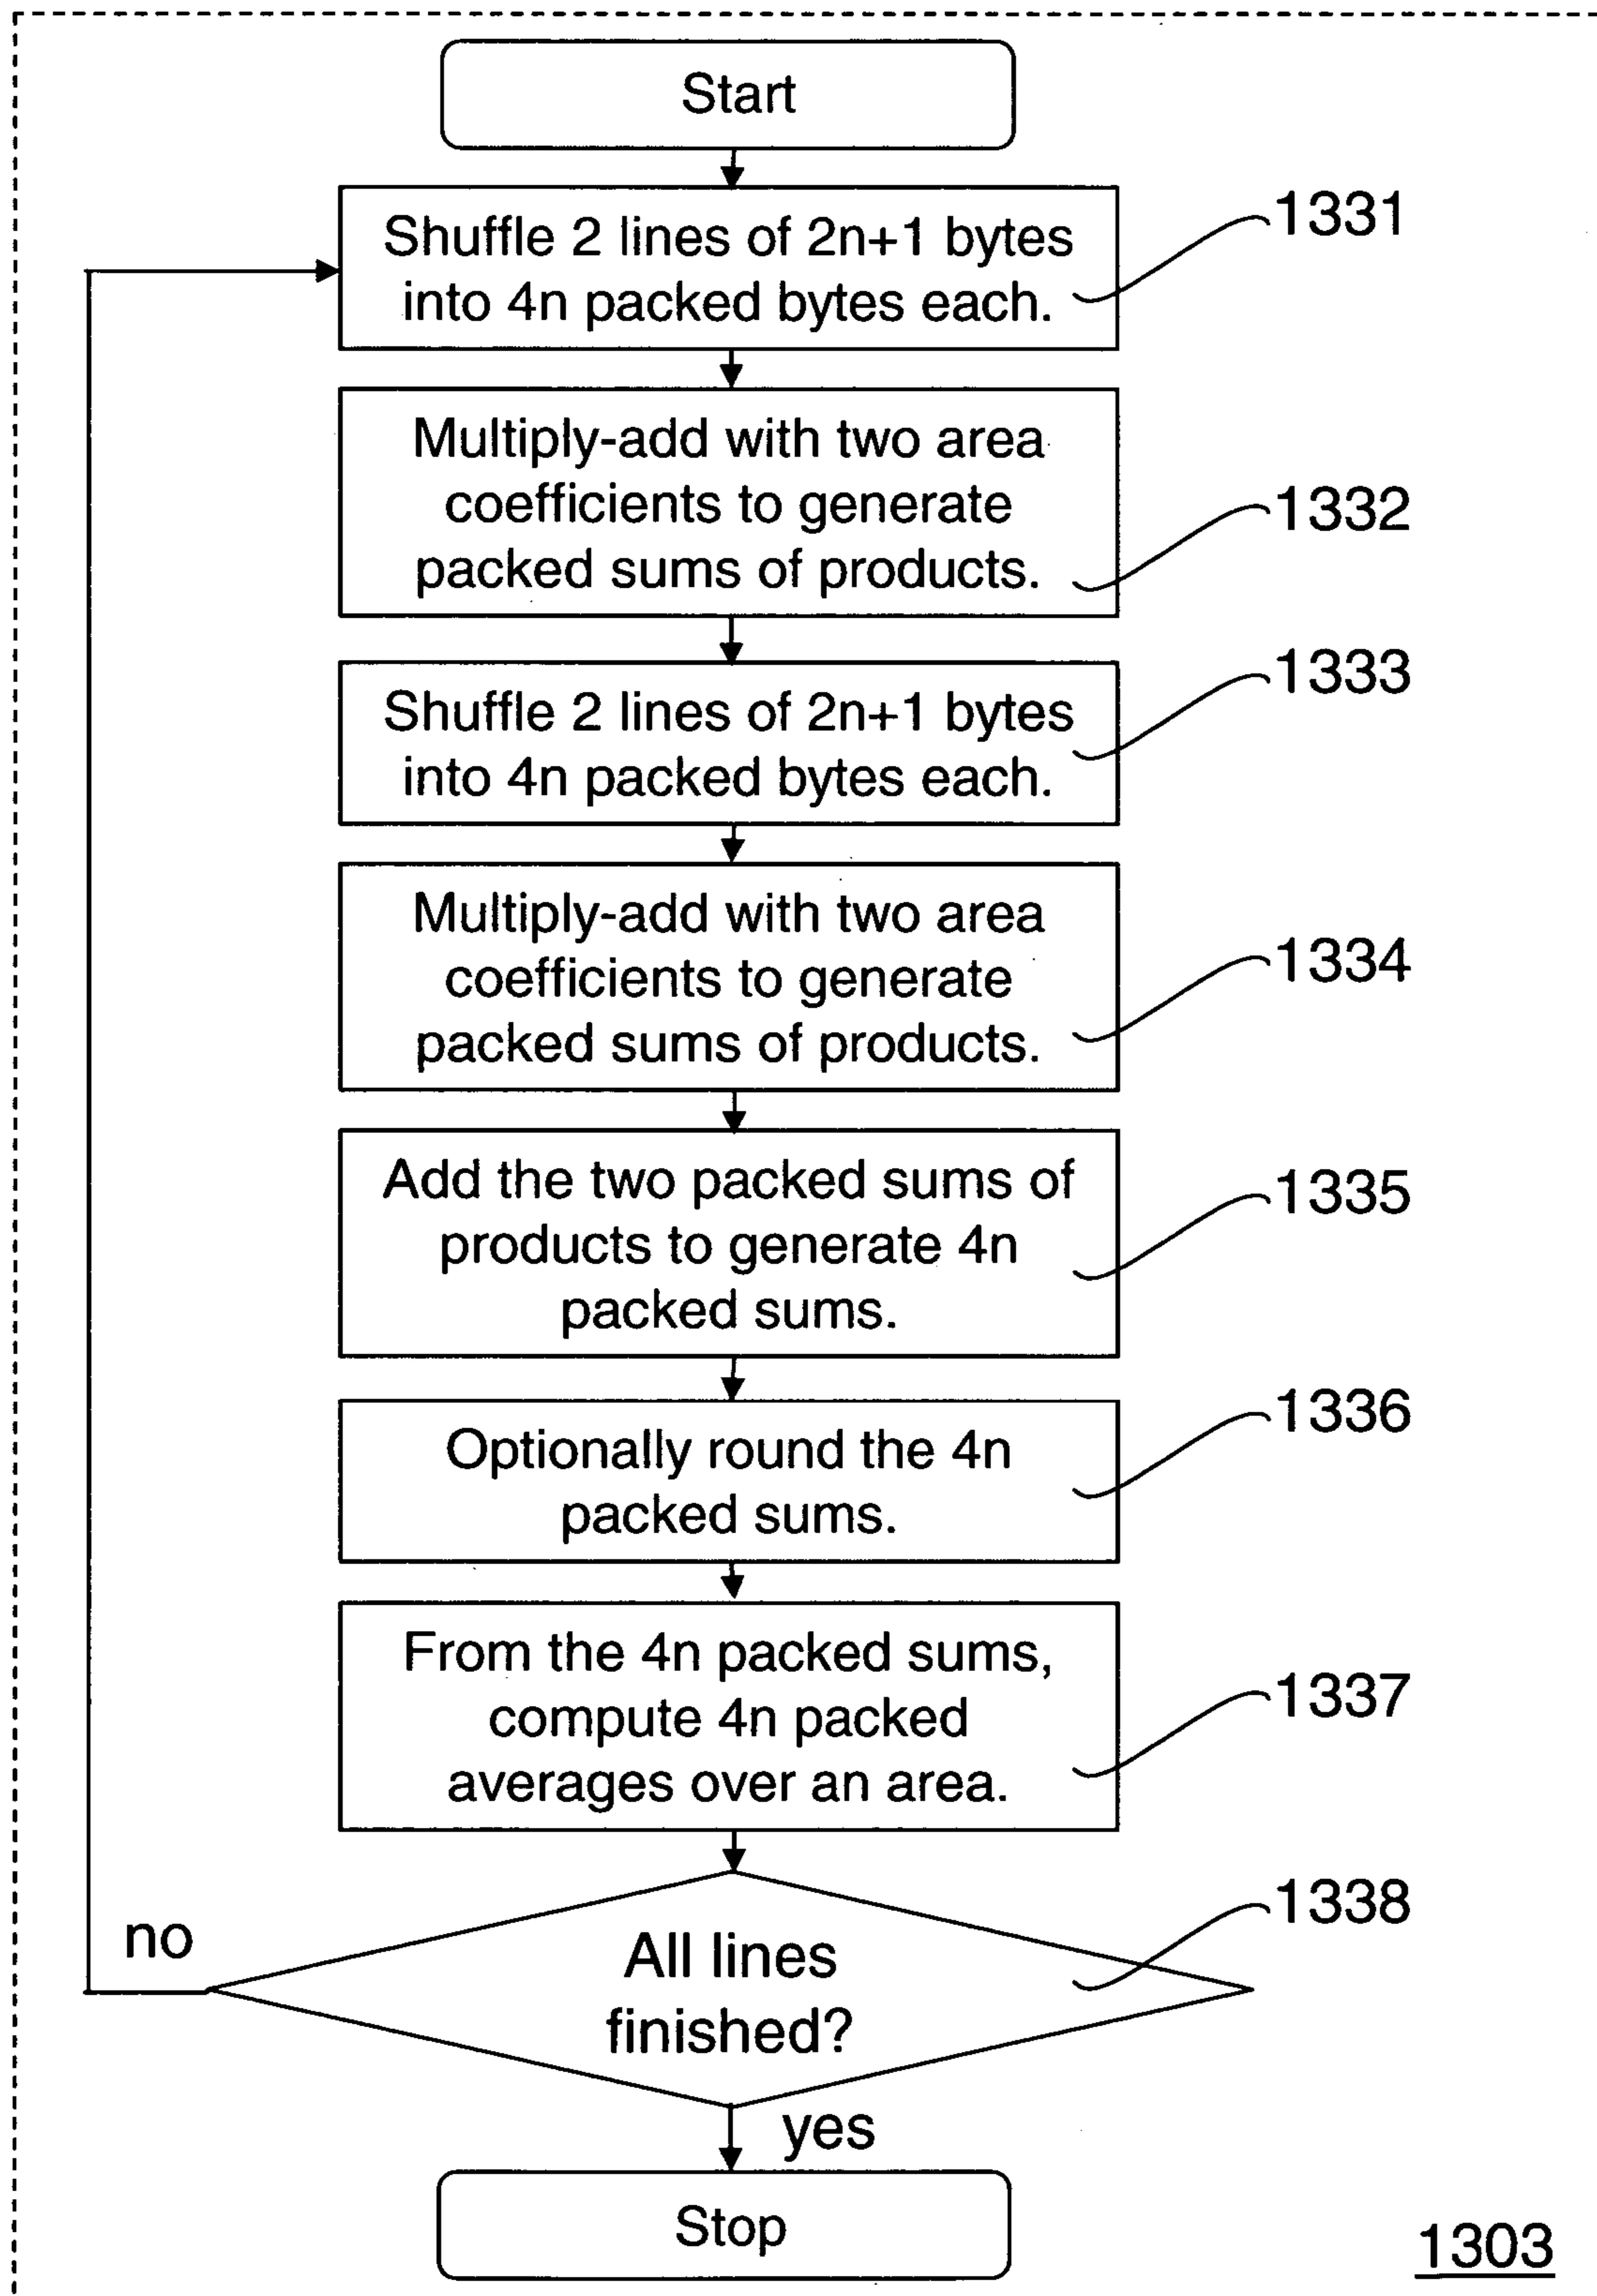 Start
Shuffle 2 lines of 2n+1 bytes
into 4n packed bytes each.
1331
Multiply-add with two area
coefficients to generate
packed sums of products.
1332
Shuffle 2 lines of 2n+1 bytes
into 4n packed bytes each.
1333
Multiply-add with two area
coefficients to generate
packed sums of products.
1334
Add the two packed sums of
products to generate 4n
packed sums.
1335
Optionally round the 4n
packed sums.
1336
From the 4n packed sums,
compute 4n packed
averages over an area.
1337
All lines
finished?
1338
no
yes
Stop
1303